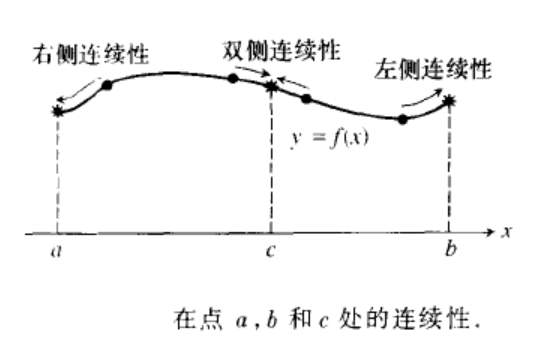 右侧连续性
双侧连续性
左侧连续性
y = f(x)
a
c
b
x
在点 a,b 和 c 处的连续性.